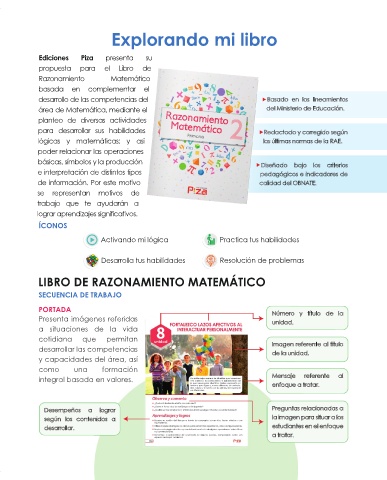 Explorando mi libro
Ediciones Piza presenta su
propuesta para el Libro de
Razonamiento Matemático
basada en complementar el
desarrollo de las competencias del
área de Matemática, mediante el
planteo de diversas actividades
para desarrollar sus habilidades
lógicas y matemáticas; y así
poder relacionar las operaciones
básicas, símbolos y la producción
e interpretación de distintos tipos
de información. Por este motivo
se representan motivos de
trabajo que te ayudarán a
lograr aprendizajes significativos.
Razonamiento
Matemático 2
Primaria
Piza
Basado en los lineamientos
del Ministerio de Educación.
Redactado y corregido según
las últimas normas de la RAE.
Diseñado bajo los criterios
pedagógicos e indicadores de
calidad del OBNATE.
ÍCONOS
Activando mi lógica
Practica tus habilidades
Desarrolla tus habilidades
Resolución de problemas
LIBRO DE RAZONAMIENTO MATEMÁTICO
SECUENCIA DE TRABAJO
PORTADA
Presenta imágenes referidas
a situaciones de la vida
cotidiana que permitan
desarrollar las competencias
y capacidades del área, así
como una formación
integral basada en valores.
8
unidad
FORTALEZCO LAZOS AFECTIVOS AL
INTERACTUAR PERSONALMENTE
Observa y comenta
Aprendizajes y logros
Piza
Número y título de la
unidad.
Imagen referente al título
de la unidad.
Mensaje referente al
enfoque a tratar.
Preguntas relacionadas a
la imagen para situar a los
estudiantes en el enfoque
a tratar.
Desempeños a lograr
según los contenidos a
desarrollar.